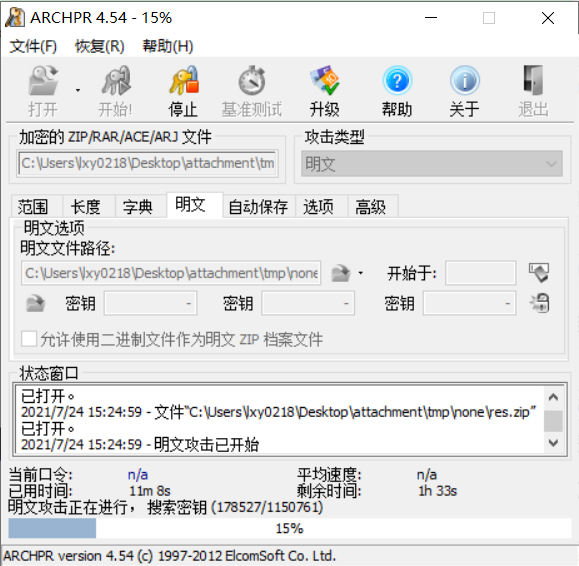 ARCHPR 4.54 - 15%
文件(F) 恢复(R) 帮助(H)
打开 开始! 停止 基准测试 升级 帮助 关于 退出
加密的 ZIP/RAR/ACE/ARJ 文件 攻击类型
C:\Users\lxy0218\Desktop\attachment\tm 明文
范围 长度 字典 明文 自动保存 选项 高级
明文选项
明文文件路径:
C:\Users\lxy0218\Desktop\attachment\tmp\none 开始于:
密钥 - 密钥 - 密钥 -
允许使用二进制文件作为明文 ZIP 档案文件
状态窗口
已打开。
2021/7/24 15:24:59 - 文件“C:\Users\lxy0218\Desktop\attachment\tmp\none\res.zip”
已打开。
2021/7/24 15:24:59 - 明文攻击已开始
当前口令: n/a 平均速度: n/a
已用时间: 11m 8s 剩余时间: 1h 33s
明文攻击正在进行，搜索密钥 (178527/1150761)
15%
ARCHPR version 4.54 (c) 1997-2012 ElcomSoft Co. Ltd.